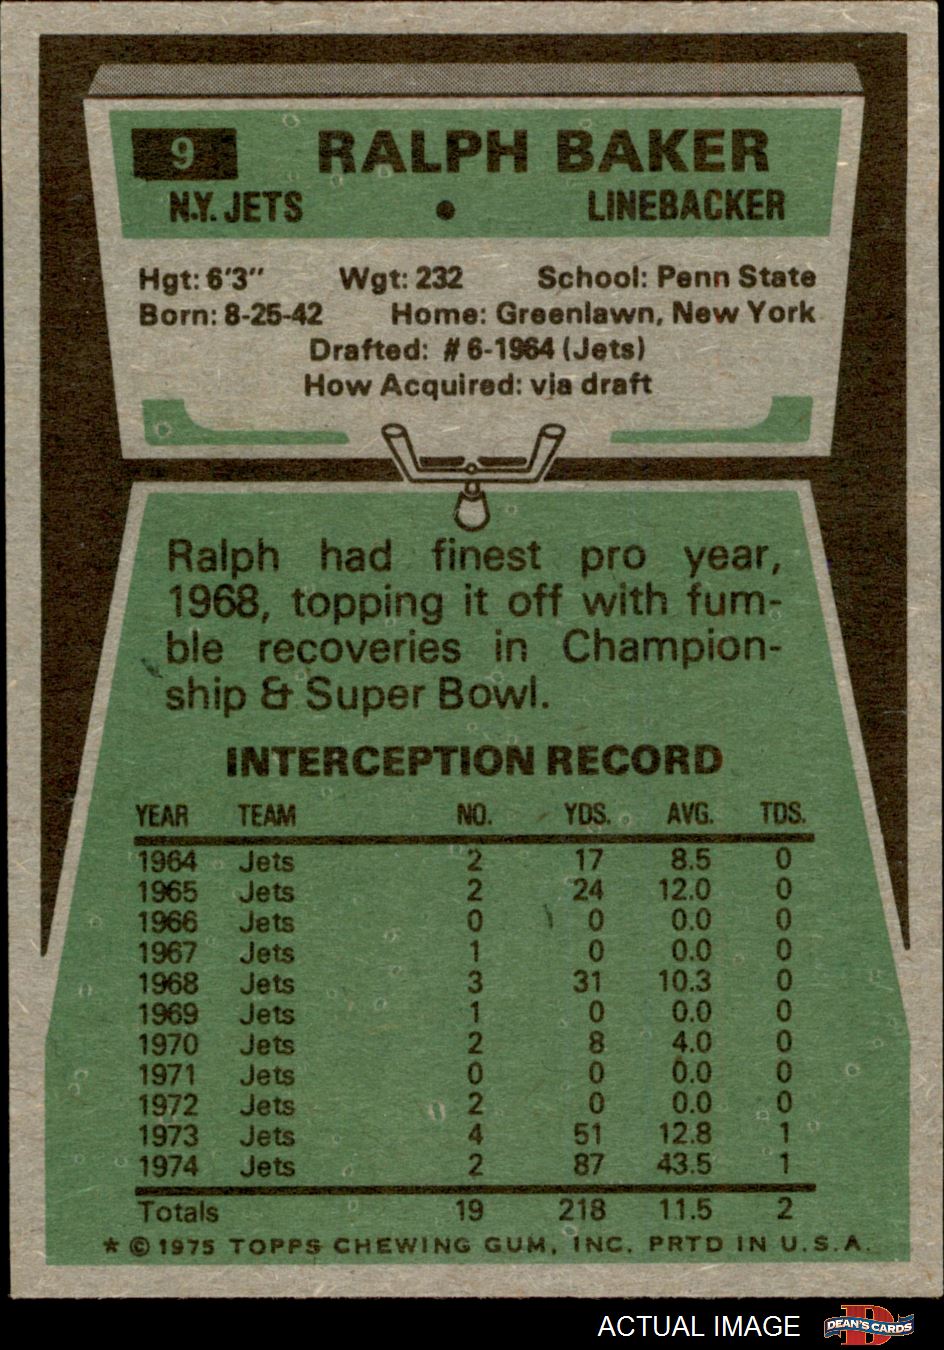 9 RALPH BAKER
N.Y. JETS • LINEBACKER
Hgt: 6'3" Wgt: 232 School: Penn State
Born: 8-25-42 Home: Greenlawn, New York
Drafted: #6-1964 (Jets)
How Acquired: via draft
Ralph had finest pro year,
1968, topping it off with fum-
ble recoveries in Champion-
ship & Super Bowl.
INTERCEPTION RECORD
YEAR TEAM NO. YDS. AVG. TDS.
1964 Jets 2 17 8.5 0
1965 Jets 2 24 12.0 0
1966 Jets 0 0 0.0 0
1967 Jets 1 0 0.0 0
1968 Jets 3 31 10.3 0
1969 Jets 1 0 0.0 0
1970 Jets 2 8 4.0 0
1971 Jets 0 0 0.0 0
1972 Jets 2 0 0.0 0
1973 Jets 4 51 12.8 1
1974 Jets 2 87 43.5 1
Totals 19 218 11.5 2
* © 1975 TOPPS CHEWING GUM, INC. PRTD IN U.S.A.
ACTUAL IMAGE D DEAN'S CARDS